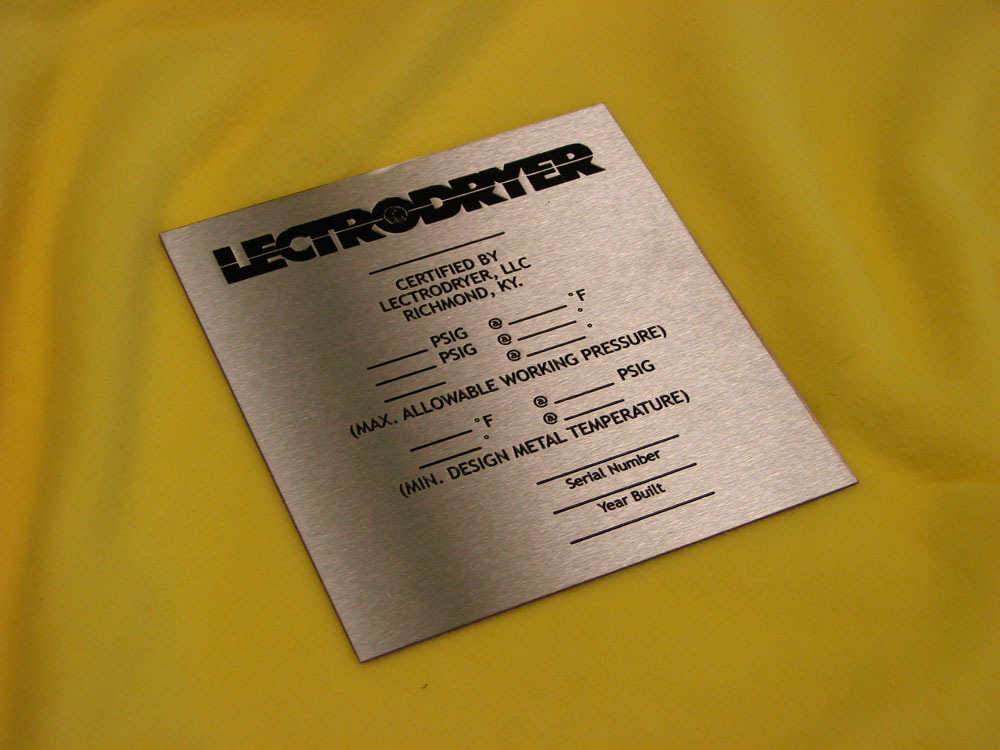 LECTRODRYER
CERTIFIED BY
LECTRODRYER, LLC
RICHMOND, KY.
PSIG @ °F
PSIG @ °
@ °
(MAX. ALLOWABLE WORKING PRESSURE)
°F @ PSIG
° @
(MIN. DESIGN METAL TEMPERATURE)
Serial Number
Year Built